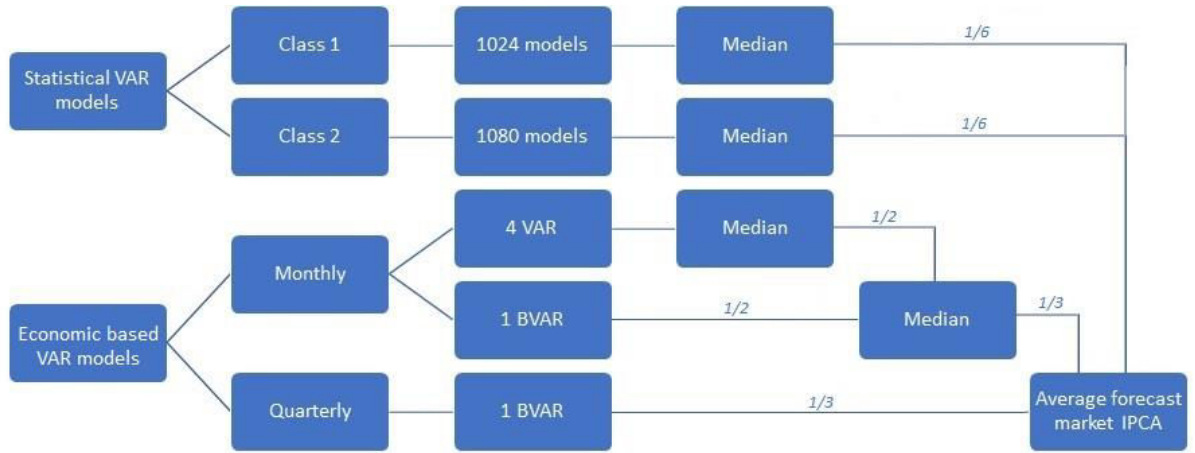 Statistical VAR
models
Class 1
1024 models
Median
1/6
Class 2
1080 models
Median
1/6
Economic based
VAR models
Monthly
4 VAR
Median
1/2
1 BVAR
1/2
Median
1/3
Quarterly
1 BVAR
1/3
Average forecast
market IPCA